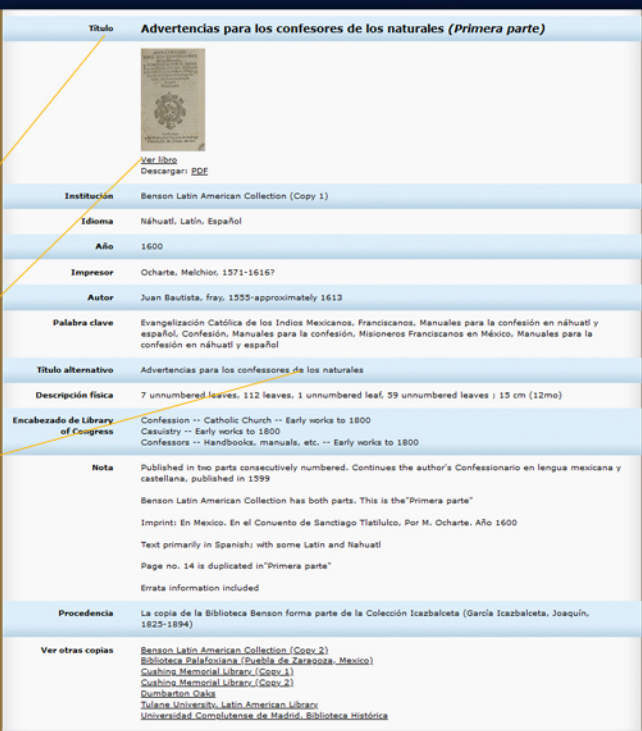 Título Advertencias para los confesores de los naturales (Primera parte)
Ver libro
Descargar: PDF
Institución Benson Latin American Collection (Copy 1)
Idioma Náhuatl, Latín, Español
Año 1600
Impresor Ocharte, Melchior, 1571-1616?
Autor Juan Bautista, fray, 1555-approximately 1613
Palabra clave Evangelización Católica de los Indios Mexicanos, Franciscanos, Manuales para la confesión en náhuatl y
español, Confesión, Manuales para la confesión, Misioneros Franciscanos en México, Manuales para la
confesión en náhuatl y español
Título alternativo Advertencias para los confessores de los naturales
Descripción física 7 unnumbered leaves, 112 leaves, 1 unnumbered leaf, 59 unnumbered leaves ; 15 cm (12mo)
Encabezado de Library Confession -- Catholic Church -- Early works to 1800
of Congress Casuistry -- Early works to 1800
Confessors -- Handbooks, manuals, etc. -- Early works to 1800
Nota Published in two parts consecutively numbered. Continues the author's Confessionario en lengua mexicana y
castellana, published in 1599
Benson Latin American Collection has both parts. This is the"Primera parte"
Imprint: En Mexico. En el Conuento de Sanctiago Tlatilulco, Por M. Ocharte. Año 1600
Text primarily in Spanish; with some Latin and Nahuatl
Page no. 14 is duplicated in"Primera parte"
Errata information included
Procedencia La copia de la Biblioteca Benson forma parte de la Colección Icazbalceta (García Icazbalceta, Joaquín,
1825-1894)
Ver otras copias Benson Latin American Collection (Copy 2)
Biblioteca Palafoxiana (Puebla de Zaragoza, Mexico)
Cushing Memorial Library (Copy 1)
Cushing Memorial Library (Copy 2)
Dumbarton Oaks
Tulane University. Latin American Library
Universidad Complutense de Madrid. Biblioteca Histórica